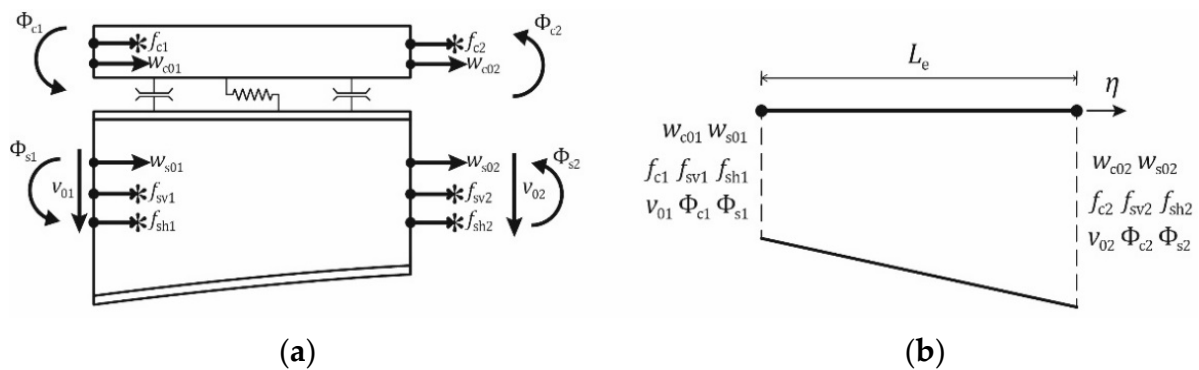 Φc1
fc1
wc01
fc2
wc02
Φc2
Φs1
v01
ws01
fsv1
fsh1
ws02
fsv2
fsh2
v02
Φs2
Le
η
wc01 ws01
fc1 fsv1 fsh1
v01 Φc1 Φs1
wc02 ws02
fc2 fsv2 fsh2
v02 Φc2 Φs2
(a)
(b)